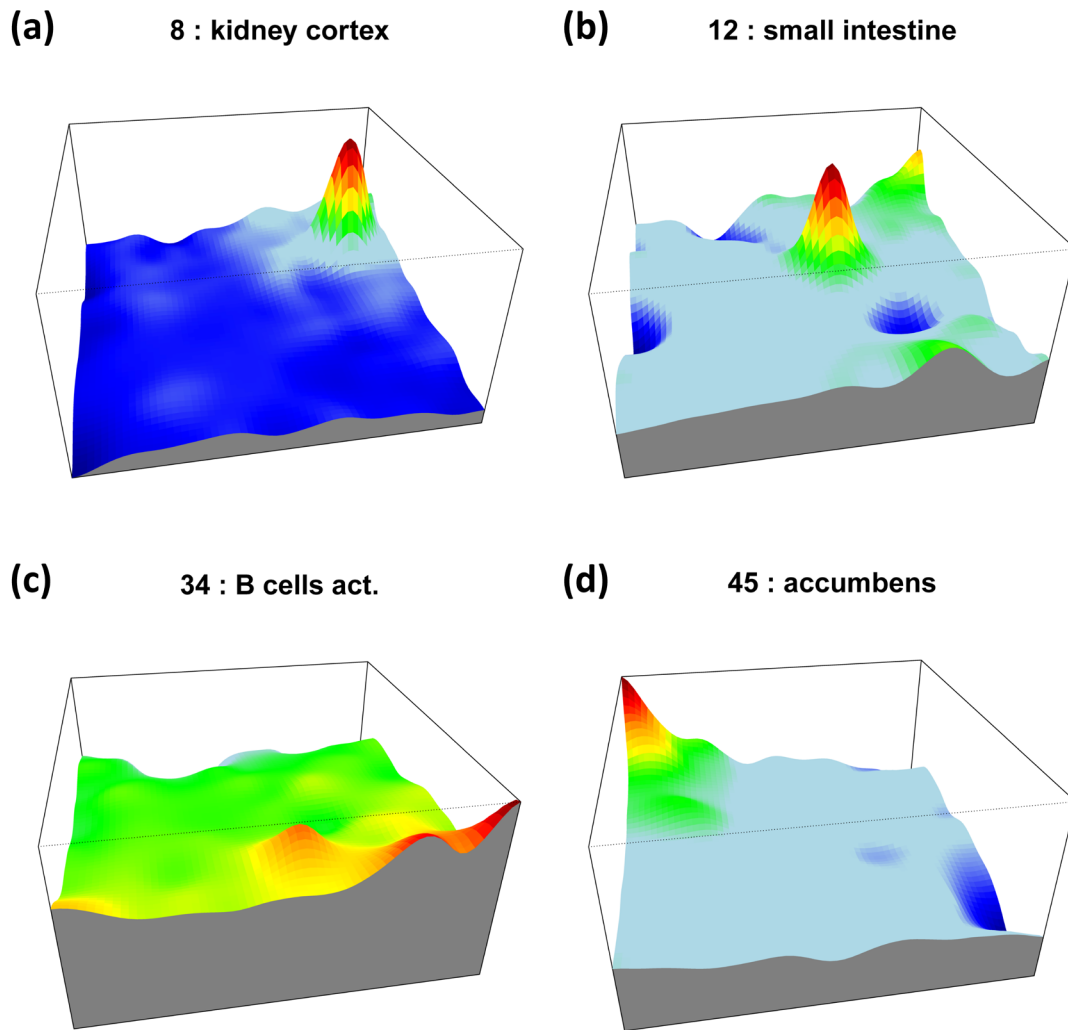 (a) 8 : kidney cortex
(b) 12 : small intestine
(c) 34 : B cells act.
(d) 45 : accumbens